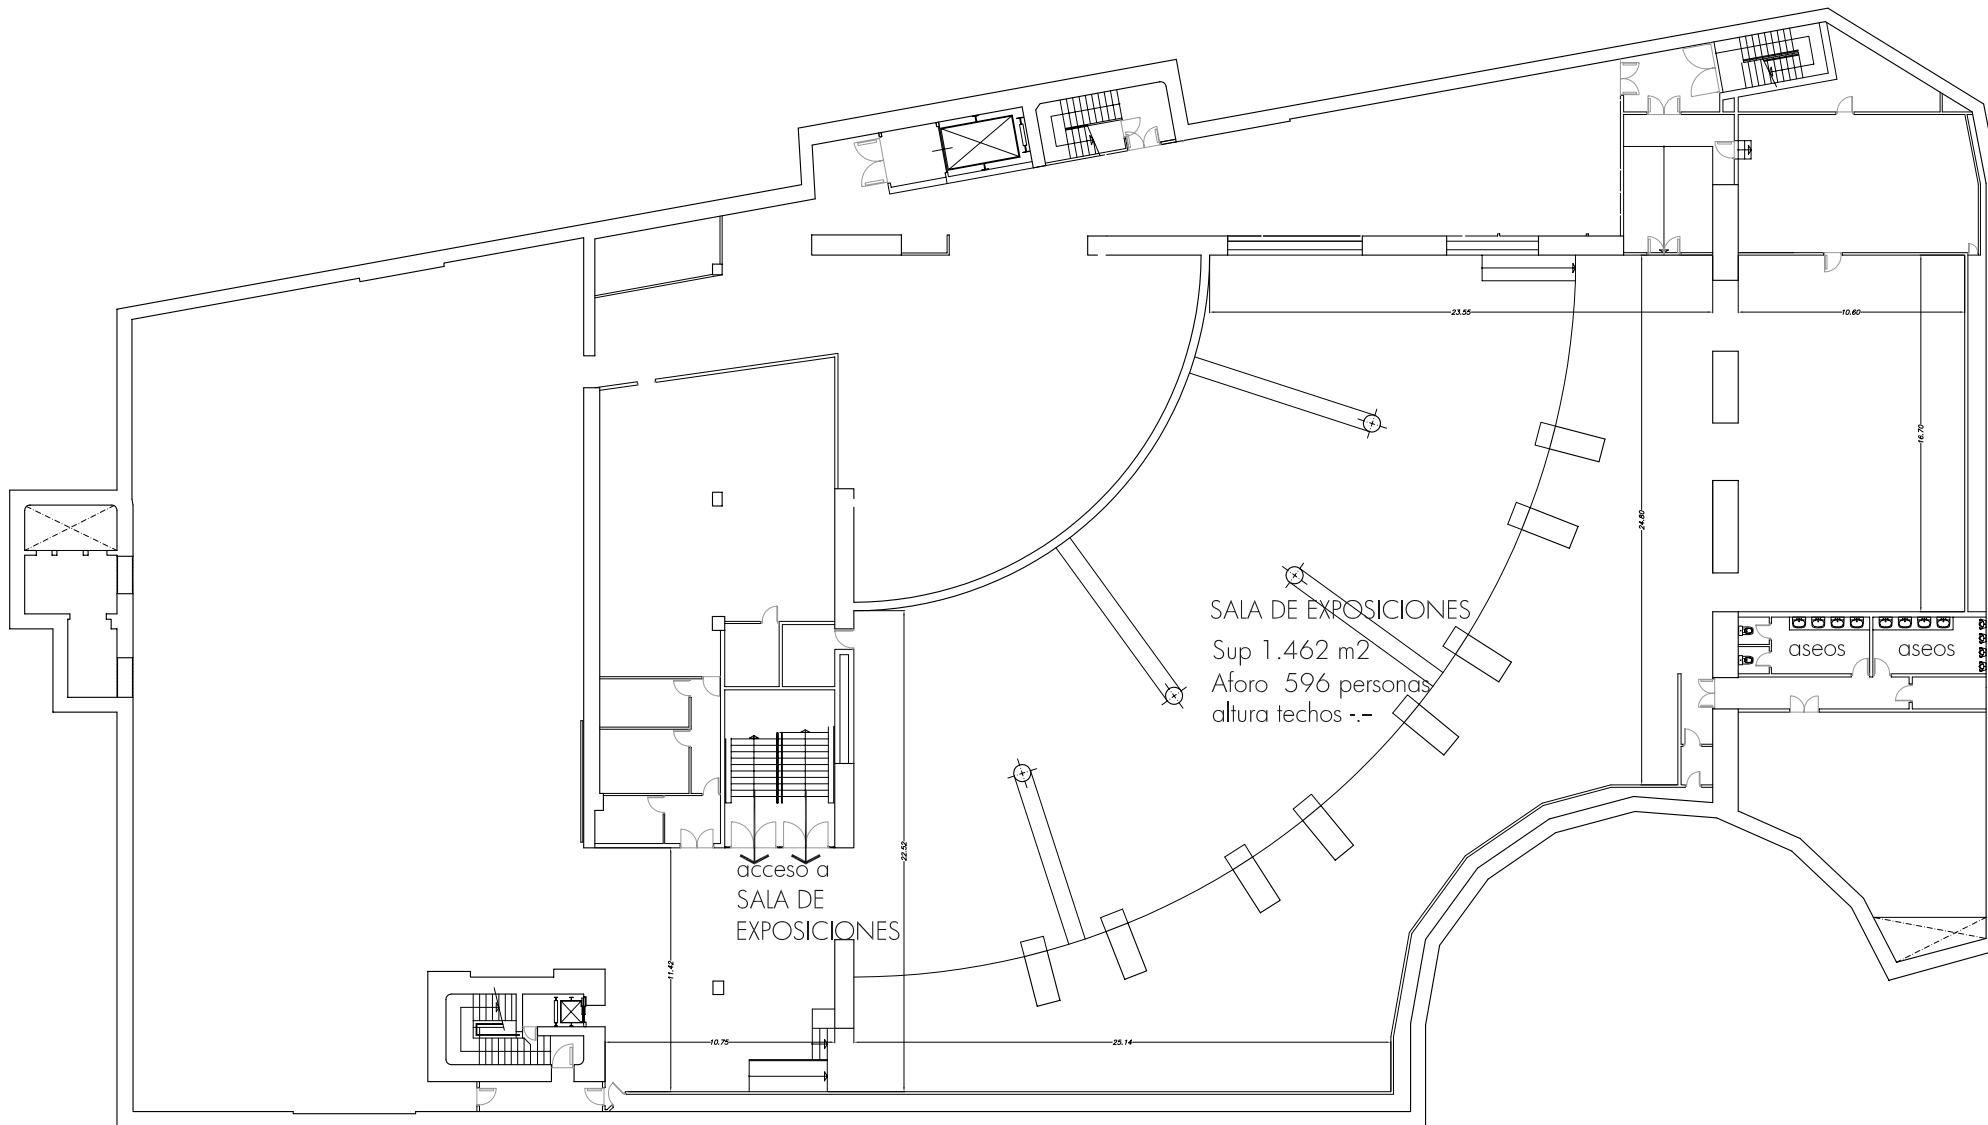 23.55
10.60
16.70
24.80
SALA DE EXPOSICIONES
Sup 1.462 m2
Aforo 596 personas
altura techos -.-
aseos
aseos
22.52
acceso a
SALA DE
EXPOSICIONES
11.42
10.75
25.14